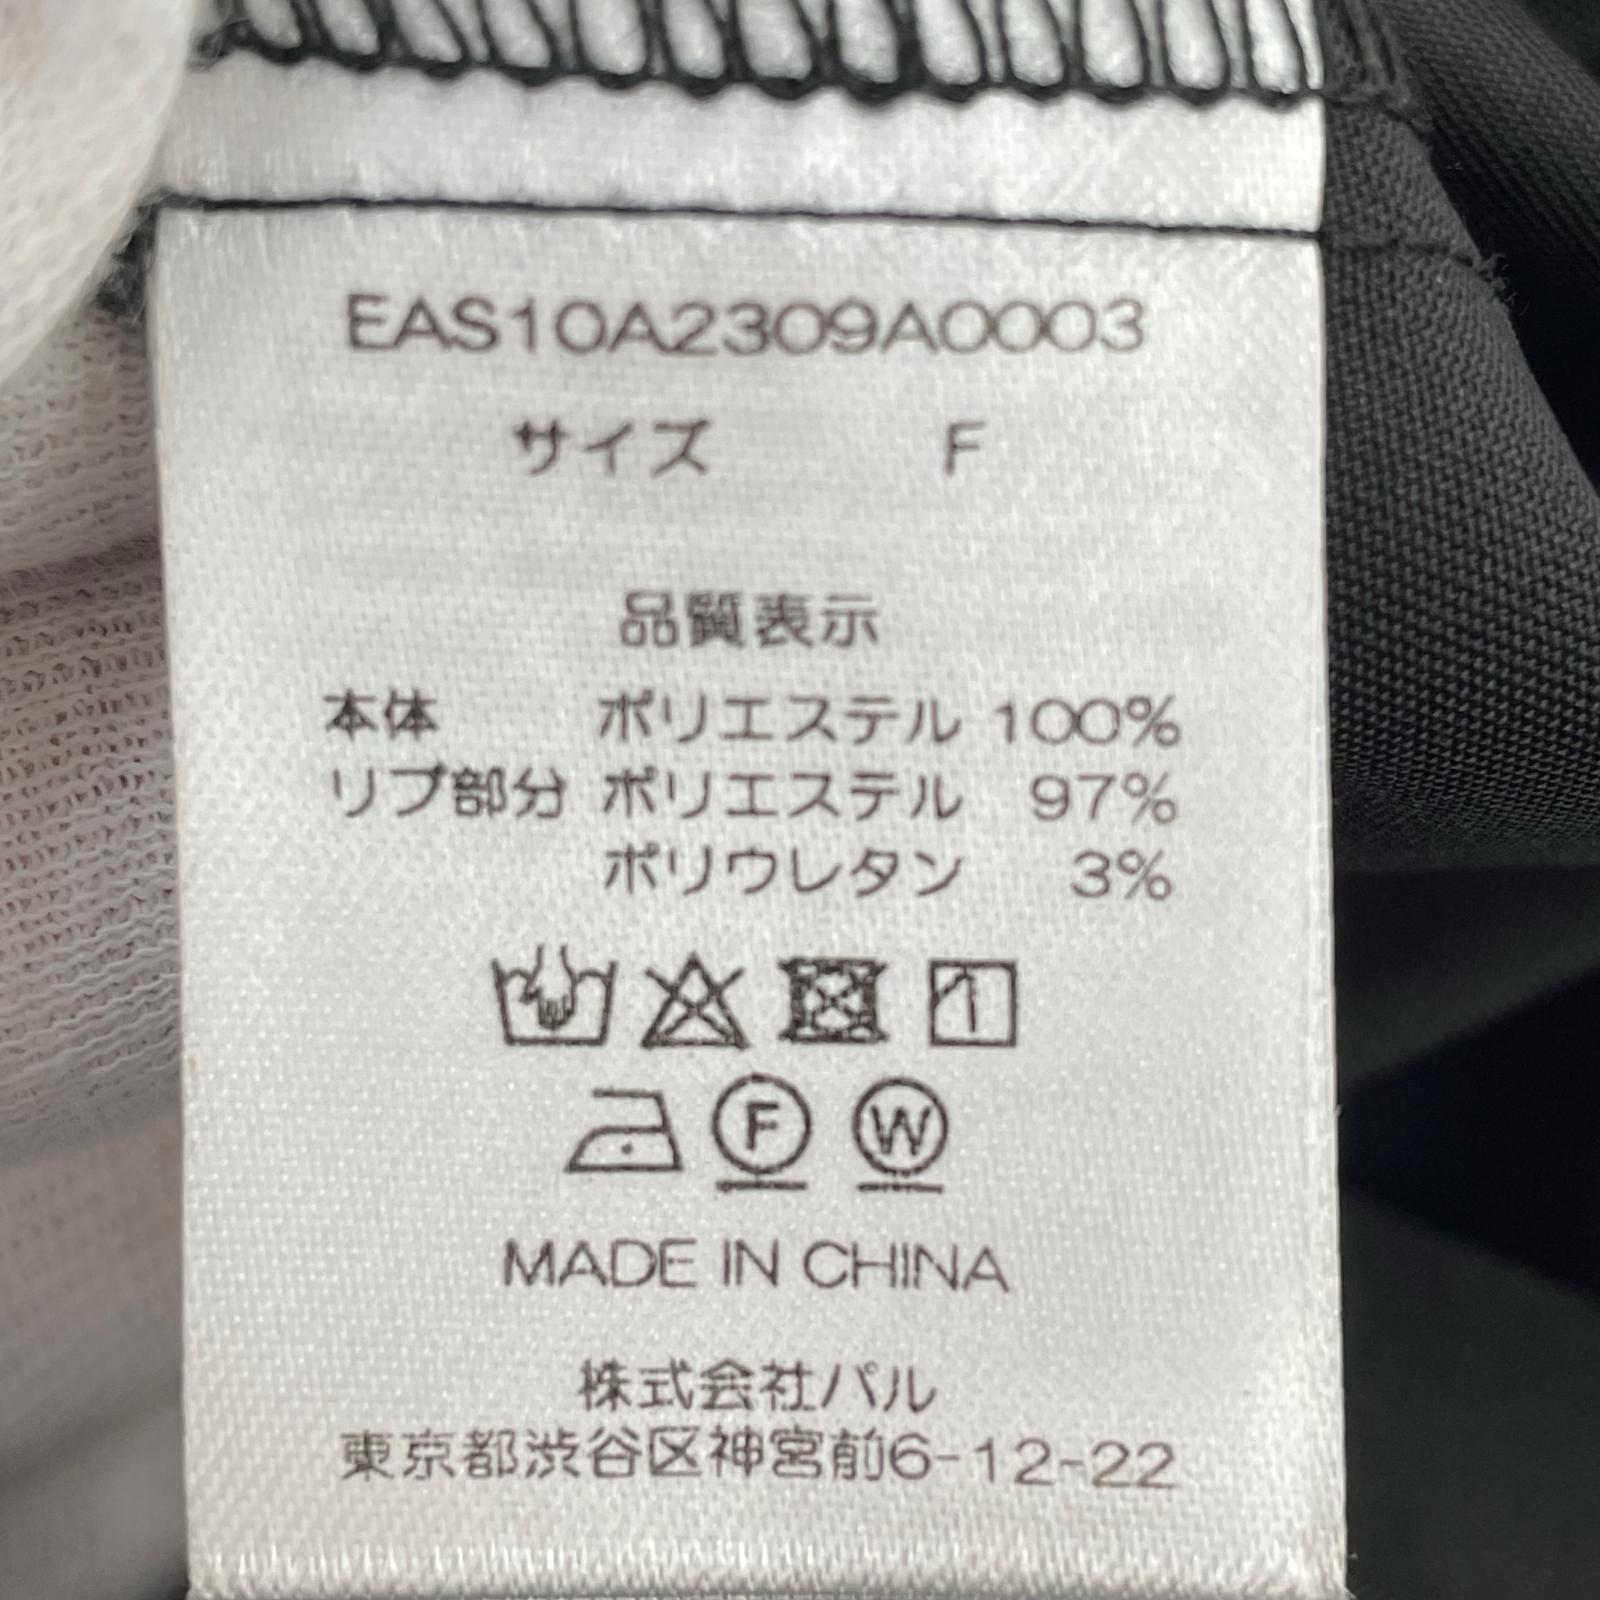 EAS10A2309A0003
サイズ F
品質表示
本体 ポリエステル 100%
リブ部分 ポリエステル 97%
ポリウレタン 3%
F W
MADE IN CHINA
株式会社パル
東京都渋谷区神宮前6-12-22